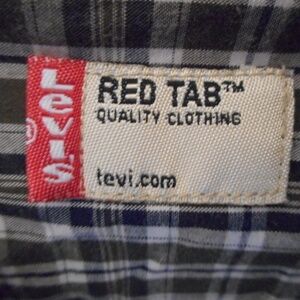 LEVI'S
®
RED TAB™
QUALITY CLOTHING
levi.com